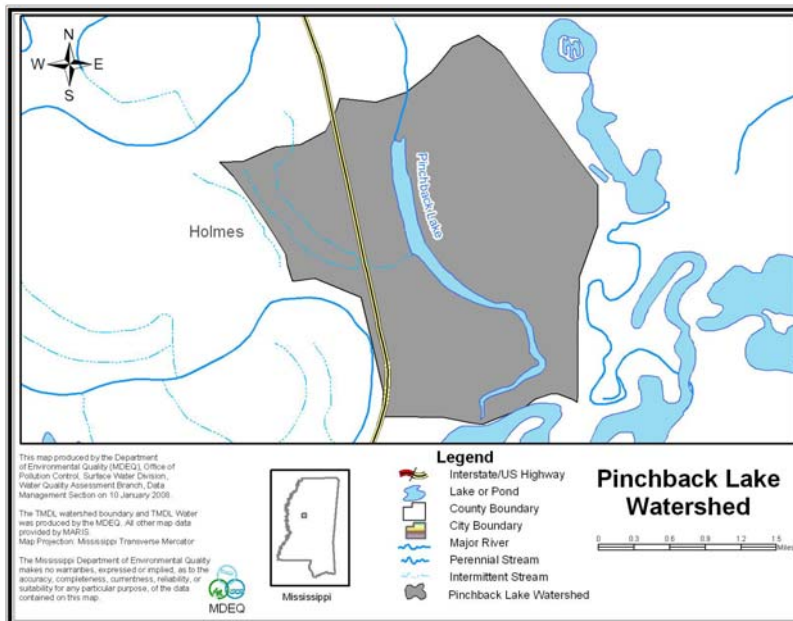 N
W E
S
Pinchback Lake
Holmes
This map produced by the Department
of Environmental Quality (MDEQ), Office of
Pollution Control, Surface Water Division,
Water Quality Assessment Branch, Data
Management Section on 10 January 2008.
The TMDL watershed boundary and TMDL Water
was produced by the MDEQ. All other map data
provided by MARIS.
Map Projection: Mississippi Transverse Mercator
The Mississippi Department of Environmental Quality
makes no warranties, expressed or implied, as to the
accuracy, completeness, currentness, reliability, or
suitability for any particular purpose, of the data
contained on this map.
MDEQ
Mississippi
Legend
Interstate/US Highway
Lake or Pond
County Boundary
City Boundary
Major River
Perennial Stream
Intermittent Stream
Pinchback Lake Watershed
Pinchback Lake
Watershed
0 0.3 0.6 0.9 1.2 1.5
Miles